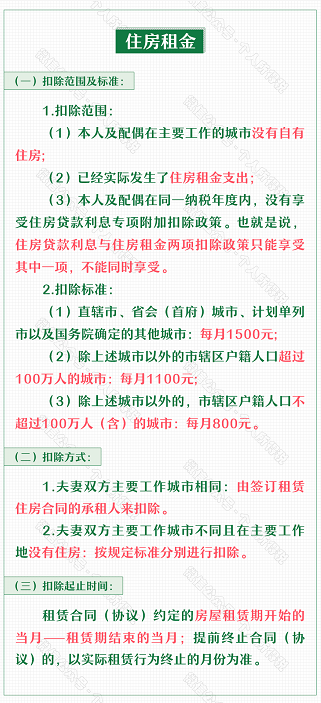 住房租金
（一）扣除范围及标准：
1.扣除范围：
（1）本人及配偶在主要工作的城市没有自有
住房；
（2）已经实际发生了住房租金支出；
（3）本人及配偶在同一纳税年度内，没有享
受住房贷款利息专项附加扣除政策。也就是说，
住房贷款利息与住房租金两项扣除政策只能享受
其中一项，不能同时享受。
2.扣除标准：
（1）直辖市、省会（首府）城市、计划单列
市以及国务院确定的其他城市：每月1500元；
（2）除上述城市以外的市辖区户籍人口超过
100万人的城市：每月1100元；
（3）除上述城市以外的，市辖区户籍人口不
超过100万人（含）的城市：每月800元。
（二）扣除方式：
1.夫妻双方主要工作城市相同：由签订租赁
住房合同的承租人来扣除。
2.夫妻双方主要工作城市不同且在主要工作
地没有住房：按规定标准分别进行扣除。
（三）扣除起止时间：
租赁合同（协议）约定的房屋租赁期开始的
当月——租赁期结束的当月；提前终止合同（协
议）的，以实际租赁行为终止的月份为准。